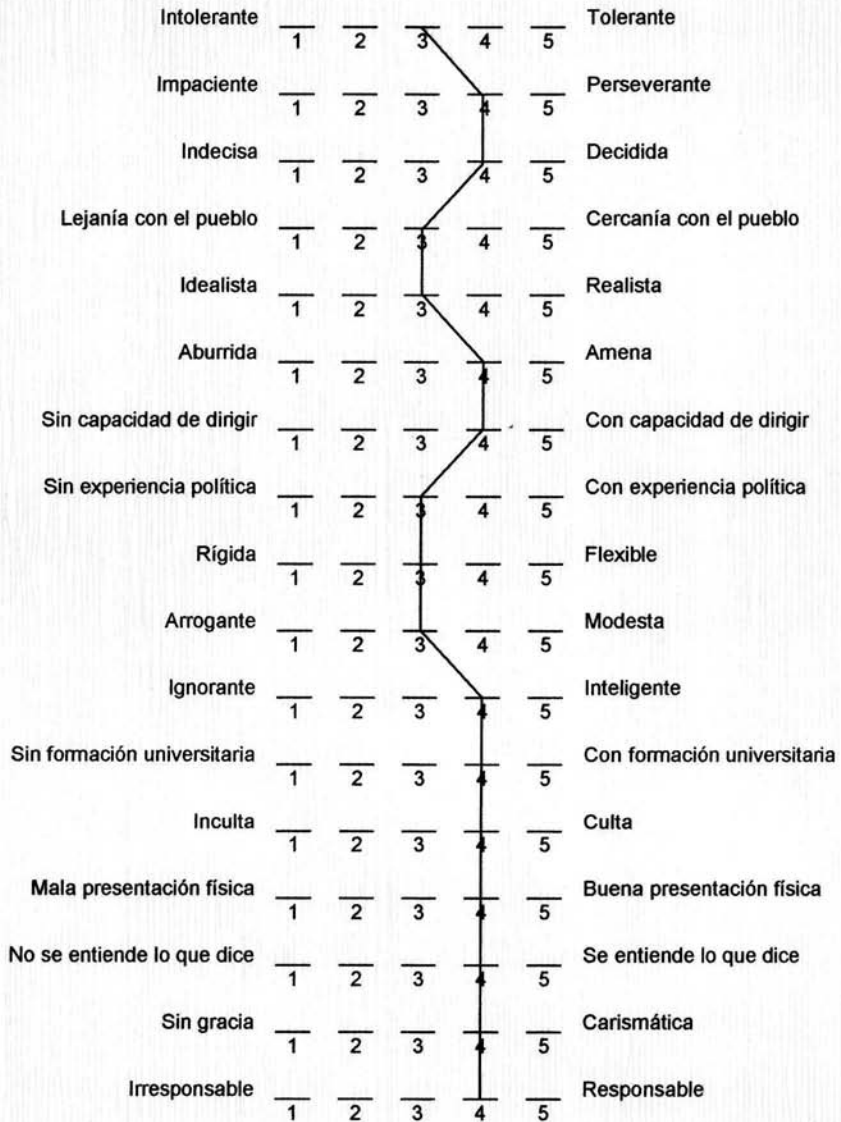 Intolerante Tolerante
1 2 3 4 5
Impaciente Perseverante
1 2 3 4 5
Indecisa Decidida
1 2 3 4 5
Lejanía con el pueblo Cercanía con el pueblo
1 2 3 4 5
Idealista Realista
1 2 3 4 5
Aburrida Amena
1 2 3 4 5
Sin capacidad de dirigir Con capacidad de dirigir
1 2 3 4 5
Sin experiencia política Con experiencia política
1 2 3 4 5
Rígida Flexible
1 2 3 4 5
Arrogante Modesta
1 2 3 4 5
Ignorante Inteligente
1 2 3 4 5
Sin formación universitaria Con formación universitaria
1 2 3 4 5
Inculta Culta
1 2 3 4 5
Mala presentación física Buena presentación física
1 2 3 4 5
No se entiende lo que dice Se entiende lo que dice
1 2 3 4 5
Sin gracia Carismática
1 2 3 4 5
Irresponsable Responsable
1 2 3 4 5